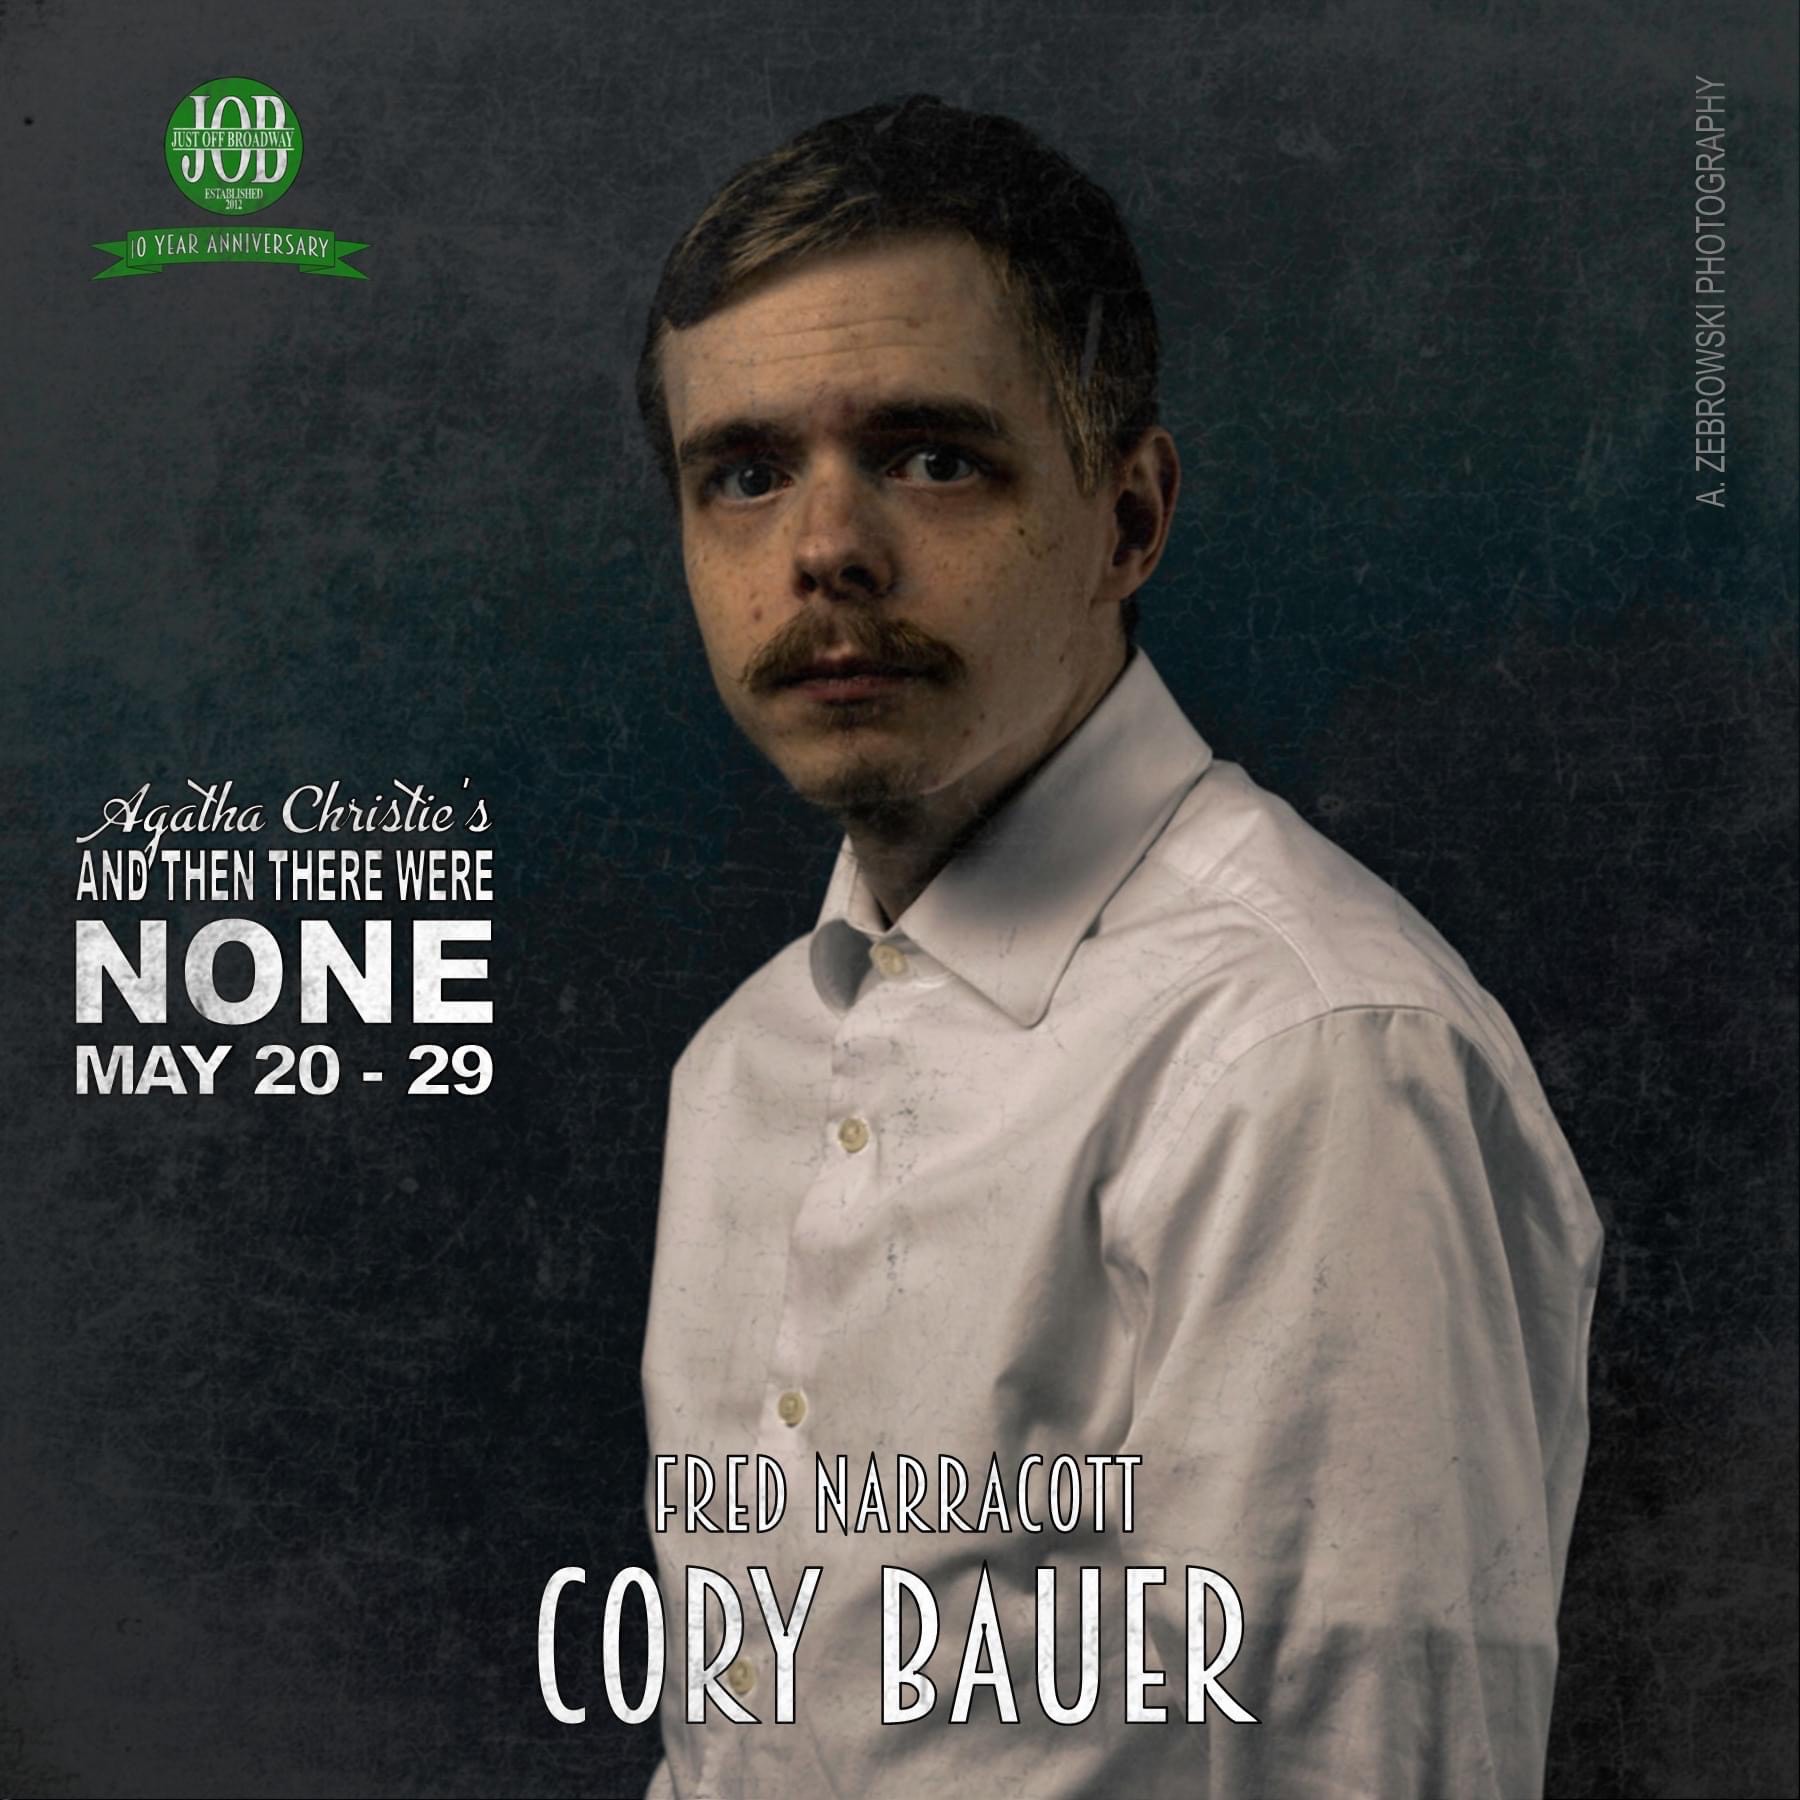 JOB
JUST OFF BROADWAY
ESTABLISHED
2012
10 YEAR ANNIVERSARY
A. ZEBROWSKI PHOTOGRAPHY
Agatha Christie's
AND THEN THERE WERE
NONE
MAY 20 - 29
FRED NARRACOTT
CORY BAUER